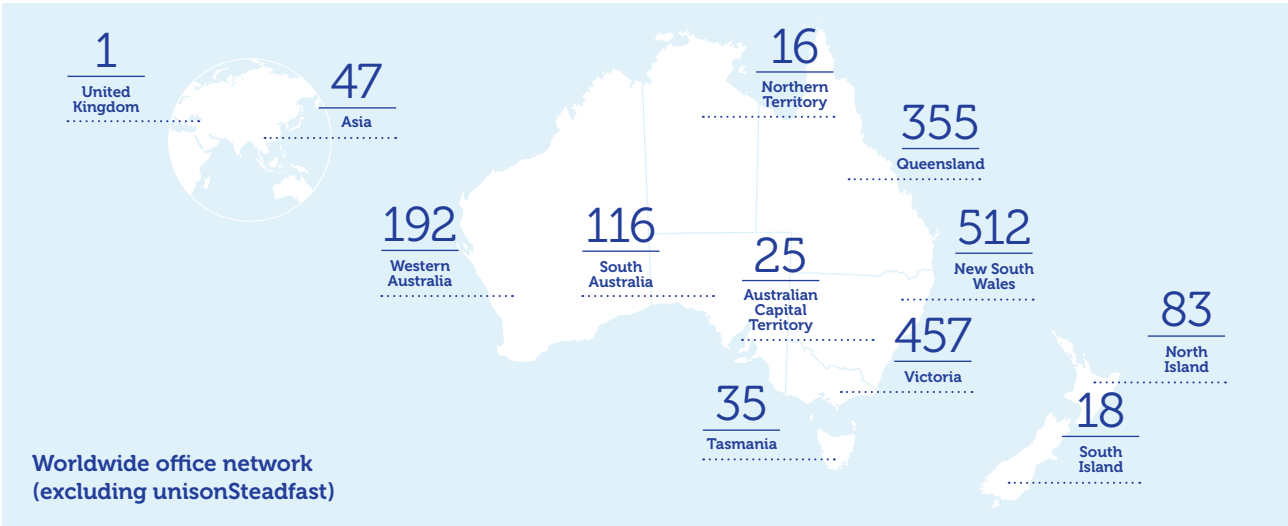 1
United
Kingdom
47
Asia
16
Northern
Territory
355
Queensland
192
Western
Australia
116
South
Australia
25
Australian
Capital
Territory
512
New South
Wales
457
Victoria
83
North
Island
35
Tasmania
18
South
Island
Worldwide office network
(excluding unisonSteadfast)